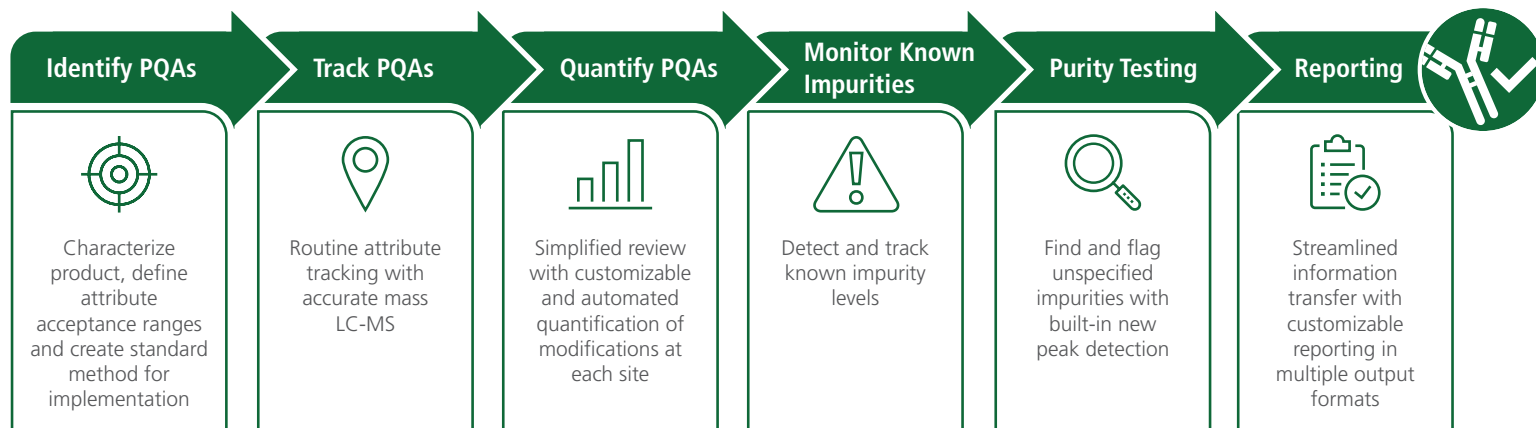 Identify PQAs
Track PQAs
Quantify PQAs
Monitor Known
Impurities
Purity Testing
Reporting
Characterize
product, define
attribute
acceptance ranges
and create standard
method for
implementation
Routine attribute
tracking with
accurate mass
LC-MS
Simplified review
with customizable
and automated
quantification of
modifications at
each site
Detect and track
known impurity
levels
Find and flag
unspecified
impurities with
built-in new
peak detection
Streamlined
information
transfer with
customizable
reporting in
multiple output
formats